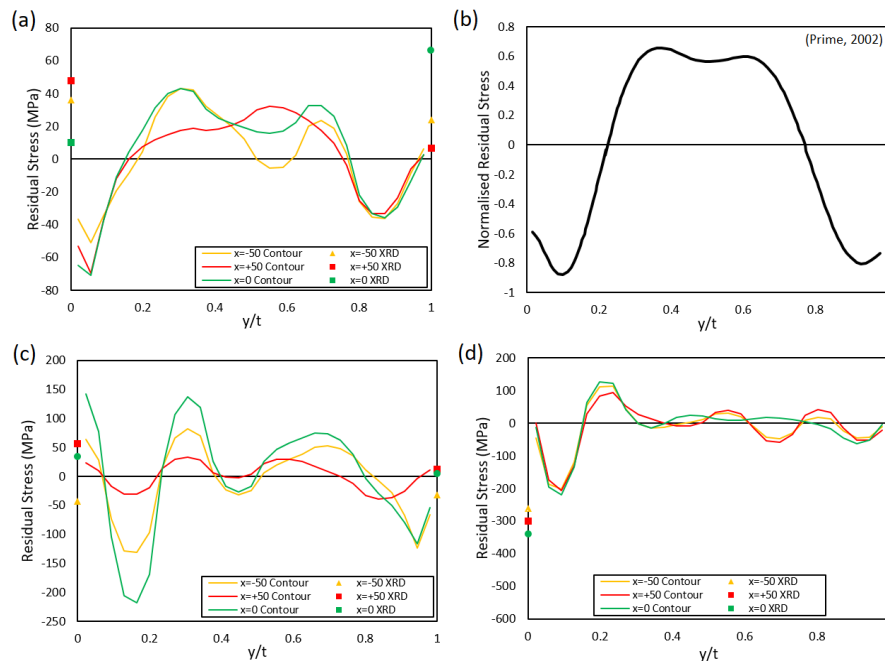 (a)
80
60
40
20
0
-20
-40
-60
-80
Residual Stress (MPa)
x=-50 Contour
x=-50 XRD
x=+50 Contour
x=+50 XRD
x=0 Contour
x=0 XRD
0 0.2 0.4 0.6 0.8 1
y/t
(b)
(Prime, 2002)
0.8
0.6
0.4
0.2
0
-0.2
-0.4
-0.6
-0.8
-1
Normalised Residual Stress
0 0.2 0.4 0.6 0.8
y/t
(c)
200
150
100
50
0
-50
-100
-150
-200
-250
Residual Stress (MPa)
x=-50 Contour
x=-50 XRD
x=+50 Contour
x=+50 XRD
x=0 Contour
x=0 XRD
0 0.2 0.4 0.6 0.8 1
y/t
(d)
200
100
0
-100
-200
-300
-400
-500
-600
Residual Stress (MPa)
x=-50 Contour
x=-50 XRD
x=+50 Contour
x=+50 XRD
x=0 Contour
x=0 XRD
0 0.2 0.4 0.6 0.8
y/t